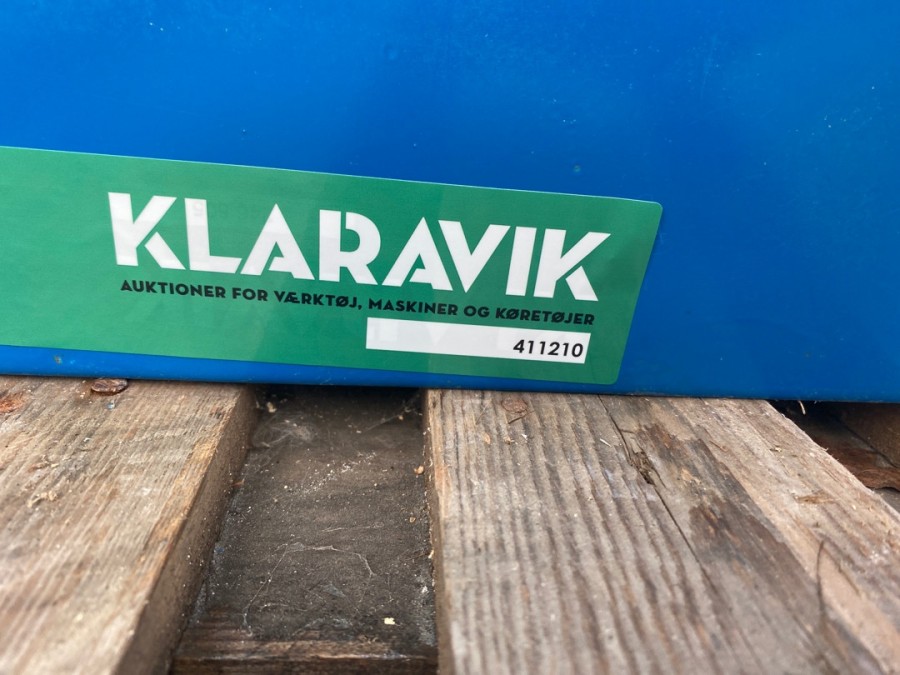 KLARAVIK
AUKTIONER FOR VÆRKTØJ, MASKINER OG KØRETØJER
411210